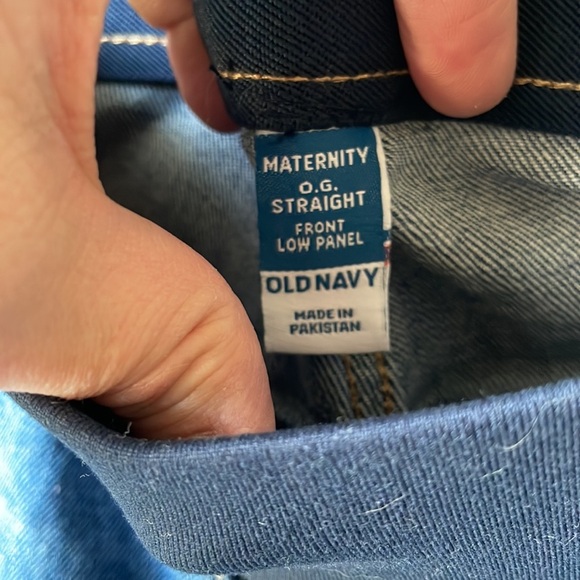 MATERNITY
O.G.
STRAIGHT
FRONT
LOW PANEL
OLD NAVY
MADE IN
PAKISTAN